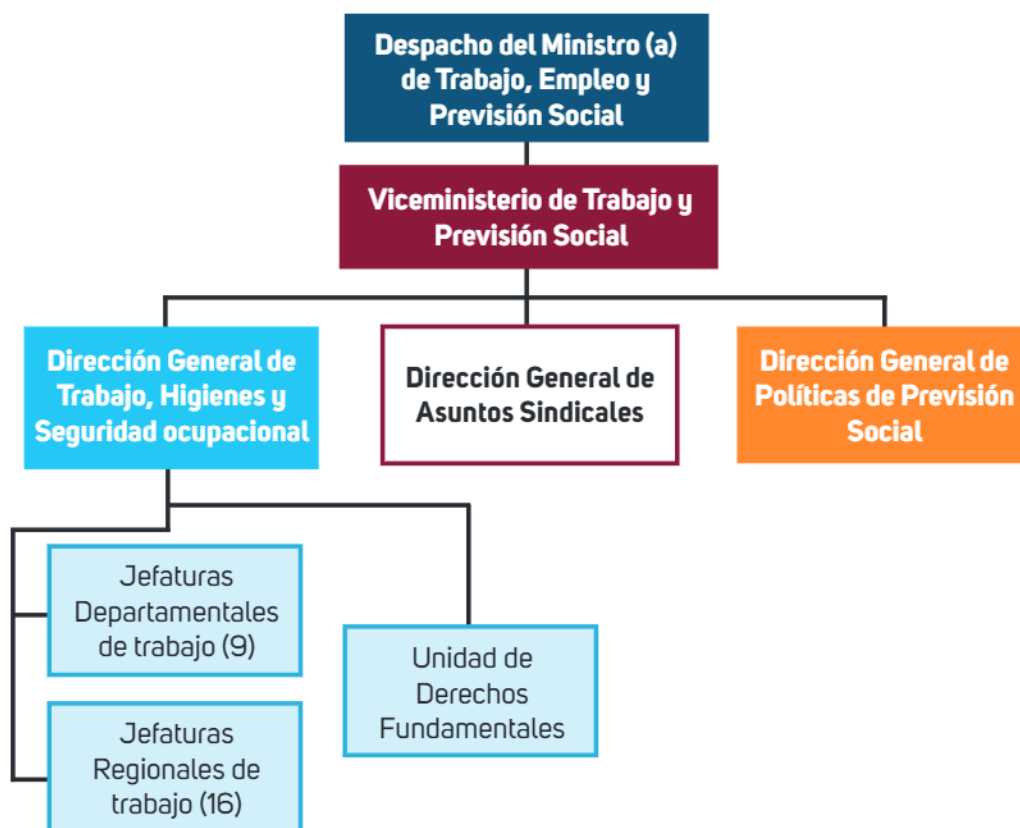 Despacho del Ministro (a)
de Trabajo, Empleo y
Previsión Social
Viceministerio de Trabajo y
Previsión Social
Dirección General de
Trabajo, Higienes y
Seguridad ocupacional
Dirección General de
Asuntos Sindicales
Dirección General de
Políticas de Previsión
Social
Jefaturas
Departamentales
de trabajo (9)
Unidad de
Derechos
Fundamentales
Jefaturas
Regionales de
trabajo (16)